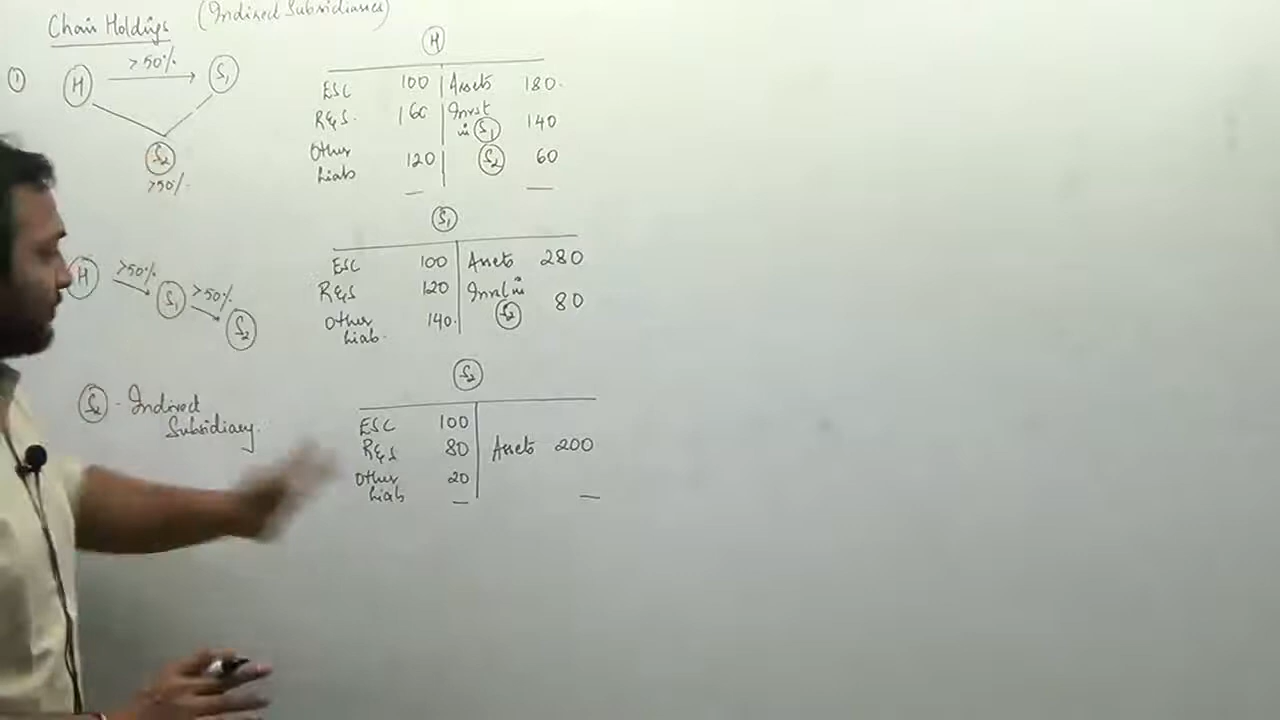 Chain Holdings (Indirect Subsidiaries)
① H >50% S1
S2
>50%
H >50% S1 >50% S2
S2 - Indirect
Subsidiary.
H
ESC 100 Assets 180.
R&S. 160 Invst
in S1 140
Other
Liab 120 S2 60
S1
ESC 100 Assets 280
R&S 120 Invst in
S2 80
Other
Liab. 140.
S2
ESC 100
R&S 80 Assets 200
Other
Liab 20